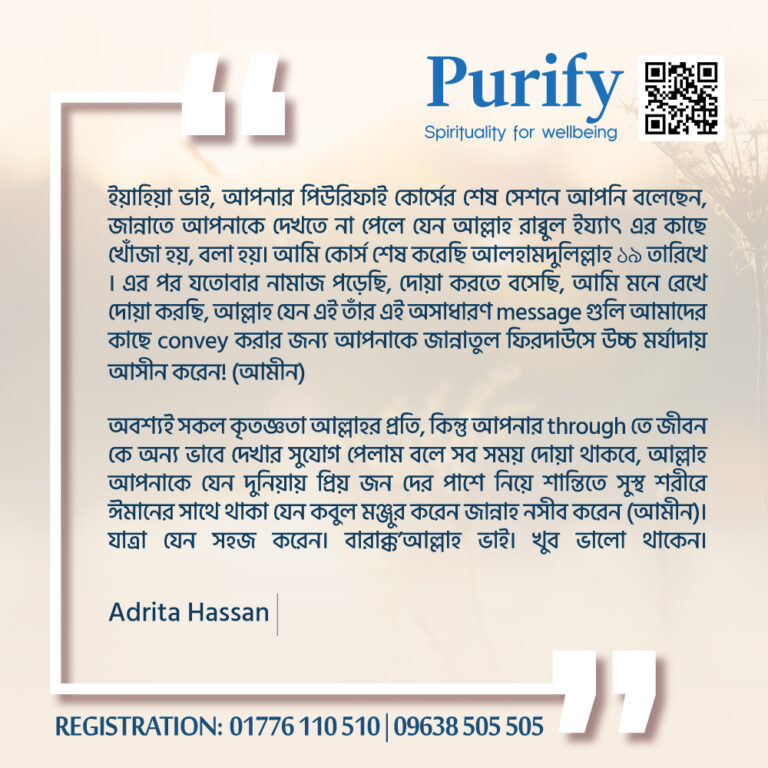 Purify
Spirituality for wellbeing
ইয়াহিয়া ভাই, আপনার পিউরিফাই কোর্সের শেষ সেশনে আপনি বলেছেন,
জান্নাতে আপনাকে দেখতে না পেলে যেন আল্লাহ রাব্বুল ইয্যাৎ এর কাছে
খোঁজা হয়, বলা হয়। আমি কোর্স শেষ করেছি আলহামদুলিল্লাহ ১৯ তারিখে
। এর পর যতোবার নামাজ পড়েছি, দোয়া করতে বসেছি, আমি মনে রেখে
দোয়া করছি, আল্লাহ যেন এই তাঁর এই অসাধারণ message গুলি আমাদের
কাছে convey করার জন্য আপনাকে জান্নাতুল ফিরদাউসে উচ্চ মর্যাদায়
আসীন করেন! (আমীন)
অবশ্যই সকল কৃতজ্ঞতা আল্লাহর প্রতি, কিন্তু আপনার through তে জীবন
কে অন্য ভাবে দেখার সুযোগ পেলাম বলে সব সময় দোয়া থাকবে, আল্লাহ
আপনাকে যেন দুনিয়ায় প্রিয় জন দের পাশে নিয়ে শান্তিতে সুস্থ শরীরে
ঈমানের সাথে থাকা যেন কবুল মঞ্জুর করেন জান্নাহ নসীব করেন (আমীন)।
যাত্রা যেন সহজ করেন। বারাক্ক'আল্লাহ ভাই। খুব ভালো থাকেন।
Adrita Hassan
REGISTRATION: 01776 110 510 | 09638 505 505